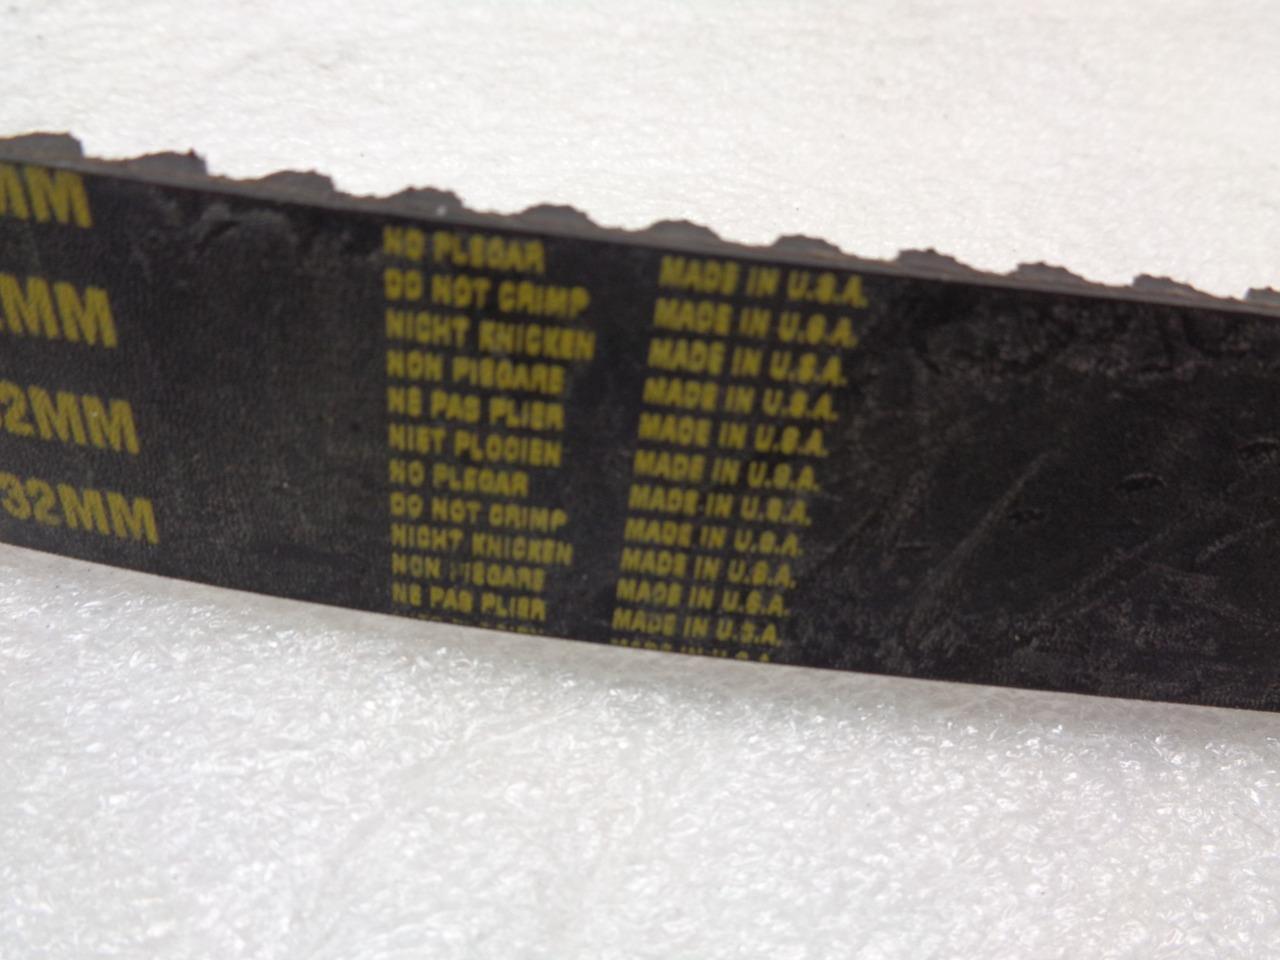 MM
MM
2MM
32MM
NO PLEGAR
DO NOT CRIMP
NICHT KNICKEN
NON PIEGARE
NE PAS PLIER
NIET PLOOIEN
NO PLEGAR
DO NOT CRIMP
NICHT KNICKEN
NON PIEGARE
NE PAS PLIER
MADE IN U.S.A.
MADE IN U.S.A.
MADE IN U.S.A.
MADE IN U.S.A.
MADE IN U.S.A.
MADE IN U.S.A.
MADE IN U.S.A.
MADE IN U.S.A.
MADE IN U.S.A.
MADE IN U.S.A.
MADE IN U.S.A.
MADE IN U.S.A.